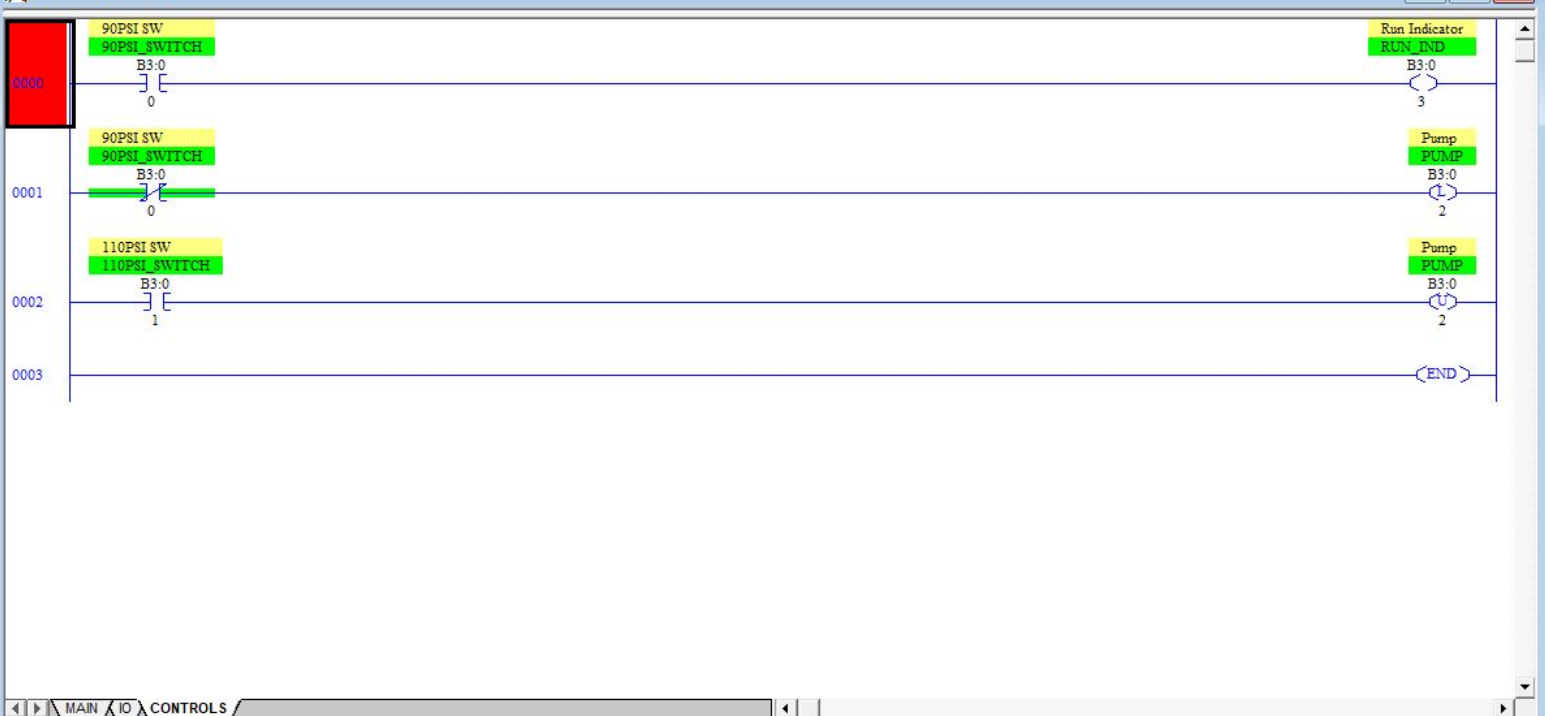 90PSI SW Run Indicator
90PSI_SWITCH RUN_IND
B3:0 B3:0
0000
0 3
90PSI SW Pump
90PSI_SWITCH PUMP
B3:0 B3:0
0001 L
0 2
110PSI SW Pump
110PSI_SWITCH PUMP
B3:0 B3:0
0002 U
1 2
0003 END
MAIN IO CONTROLS